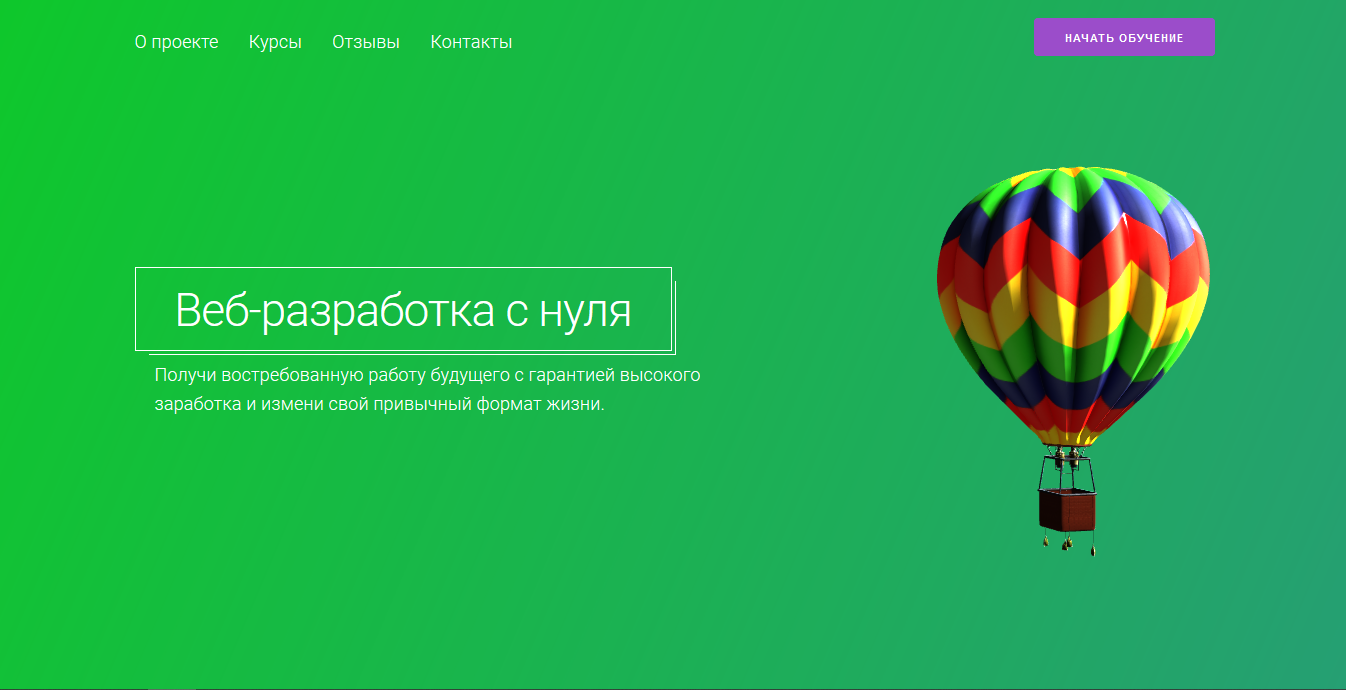 О проекте Курсы Отзывы Контакты НАЧАТЬ ОБУЧЕНИЕ
Веб-разработка с нуля
Получи востребованную работу будущего с гарантией высокого
заработка и измени свой привычный формат жизни.